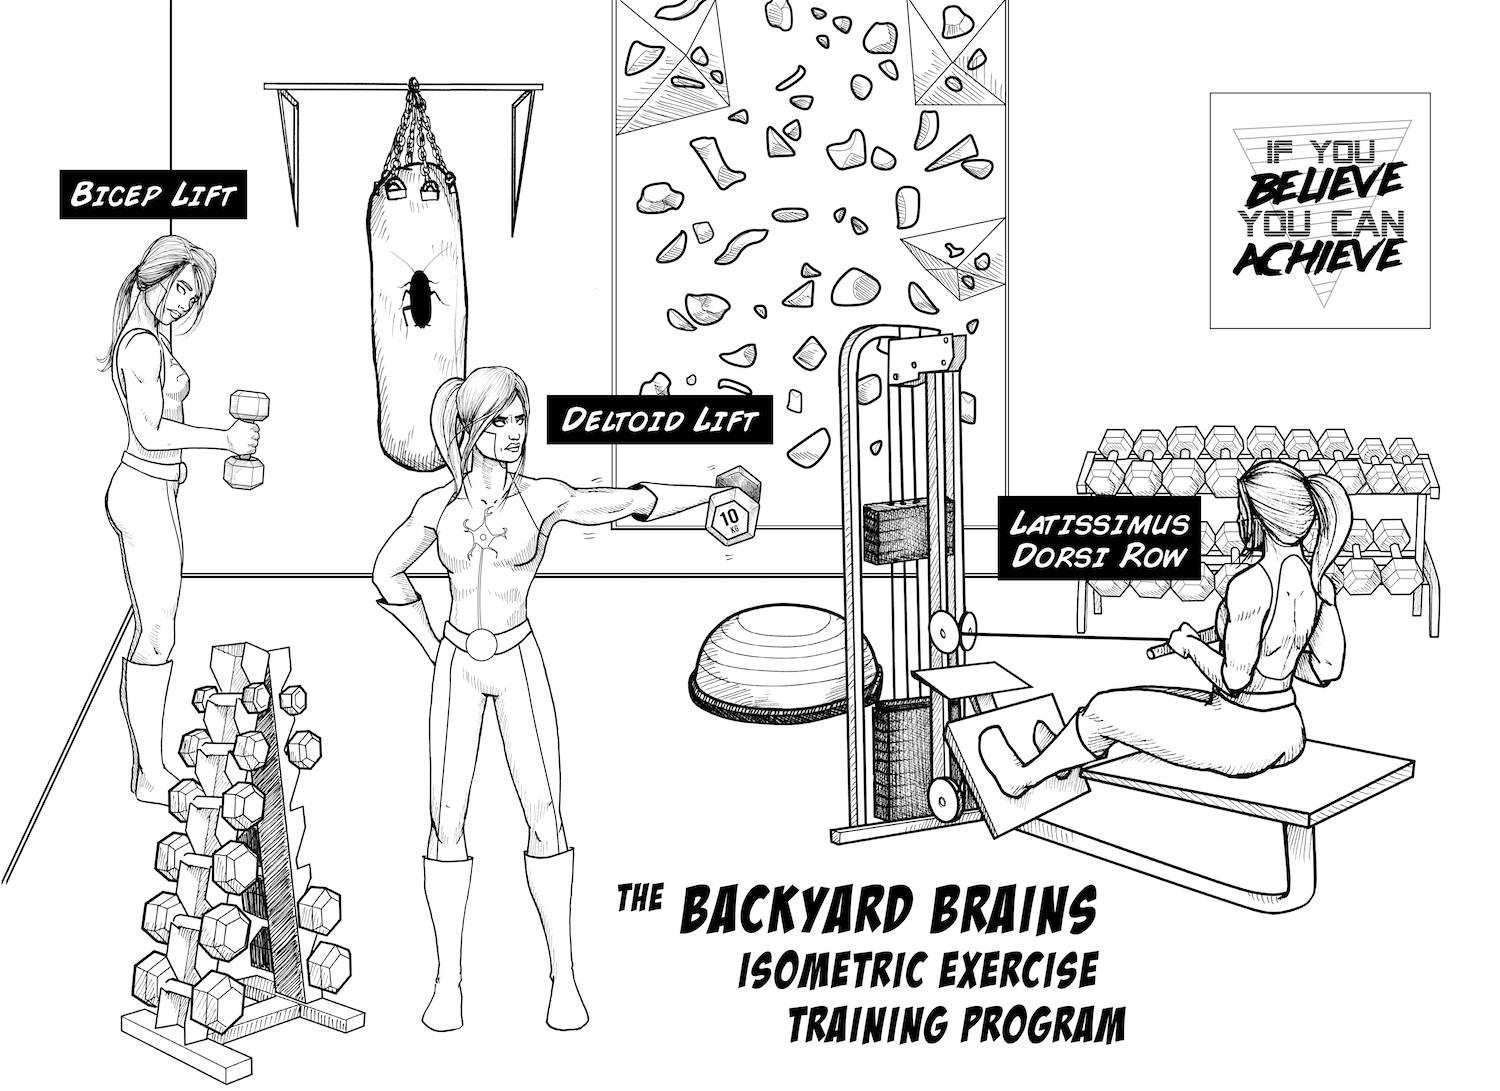 BICEP LIFT
IF YOU
BELIEVE
YOU CAN
ACHIEVE
DELTOID LIFT
10
KG
LATISSIMUS
DORSI ROW
THE BACKYARD BRAINS
ISOMETRIC EXERCISE
TRAINING PROGRAM